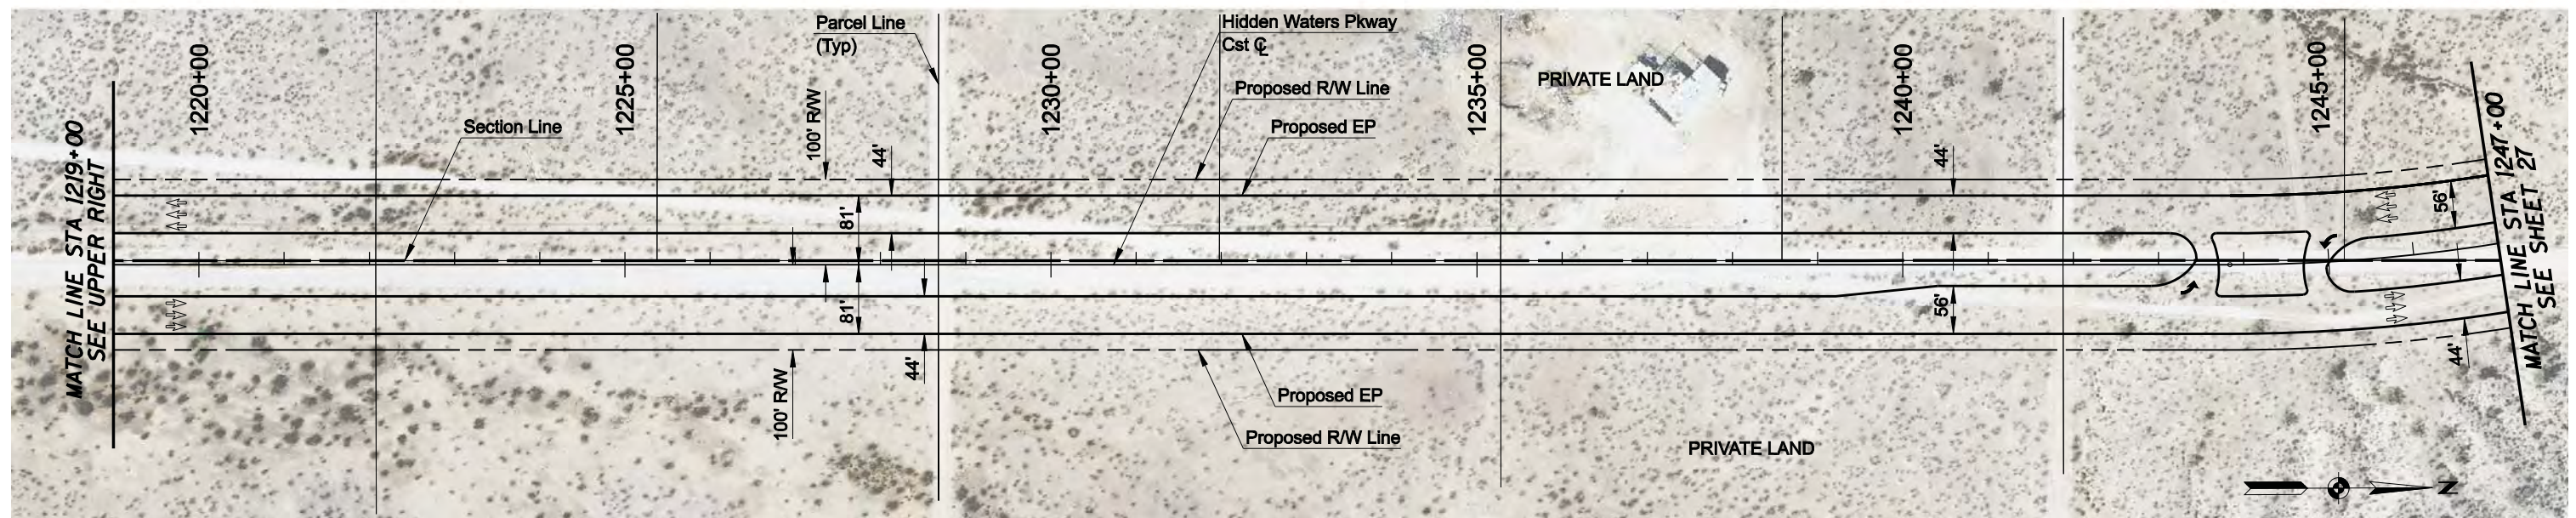 MATCH LINE STA 1219+00
SEE UPPER RIGHT
1220+00
Section Line
1225+00
100' R/W
Parcel Line
(Typ)
44'
81'
81'
44'
100' R/W
1230+00
Hidden Waters Pkway
Cst ℄
Proposed R/W Line
Proposed EP
Proposed EP
Proposed R/W Line
1235+00
PRIVATE LAND
PRIVATE LAND
1240+00
44'
56'
1245+00
56'
44'
MATCH LINE STA 1247+00
SEE SHEET 27
N